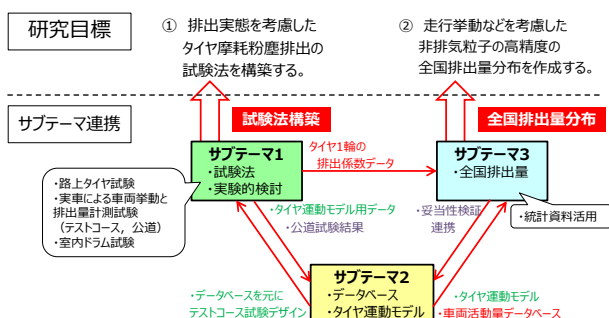 研究目標
① 排出実態を考慮した
タイヤ摩耗粉塵排出の
試験法を構築する。
② 走行挙動などを考慮した
非排気粒子の高精度の
全国排出量分布を作成する。
サブテーマ連携
試験法構築
全国排出量分布
サブテーマ1
・試験法
・実験的検討
タイヤ1輪の
排出係数データ
サブテーマ3
・全国排出量
・路上タイヤ試験
・実車による車両挙動と
排出量計測試験
(テストコース, 公道)
・室内ドラム試験
・タイヤ運動モデル用データ
・公道試験結果
・妥当性検証
連携
・統計資料活用
サブテーマ2
・データベース
・タイヤ運動モデル
・データベースを元に
テストコース試験デザイン
・タイヤ運動モデル
・車両活動量データベース